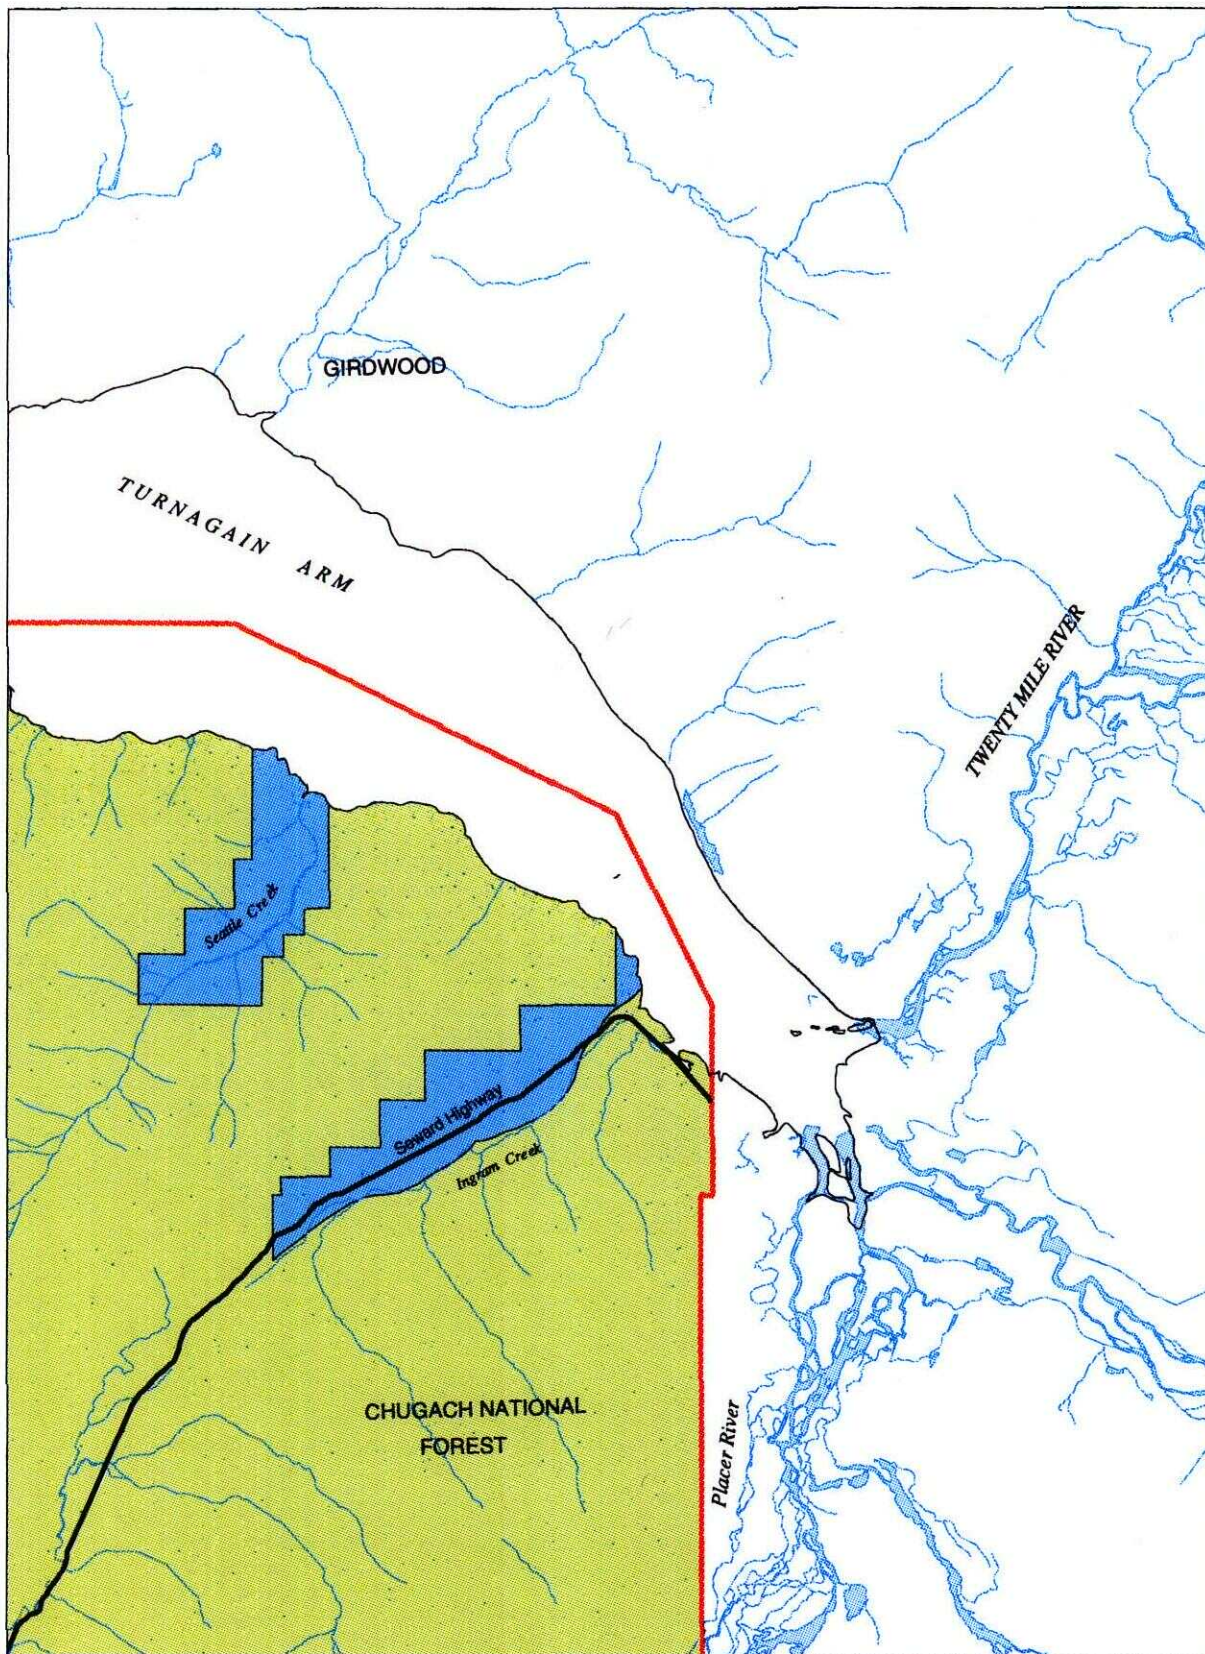 GIRDWOOD
TURNAGAIN ARM
TWENTY MILE RIVER
Seattle Creek
Seward Highway
Ingram Creek
CHUGACH NATIONAL
FOREST
Placer River